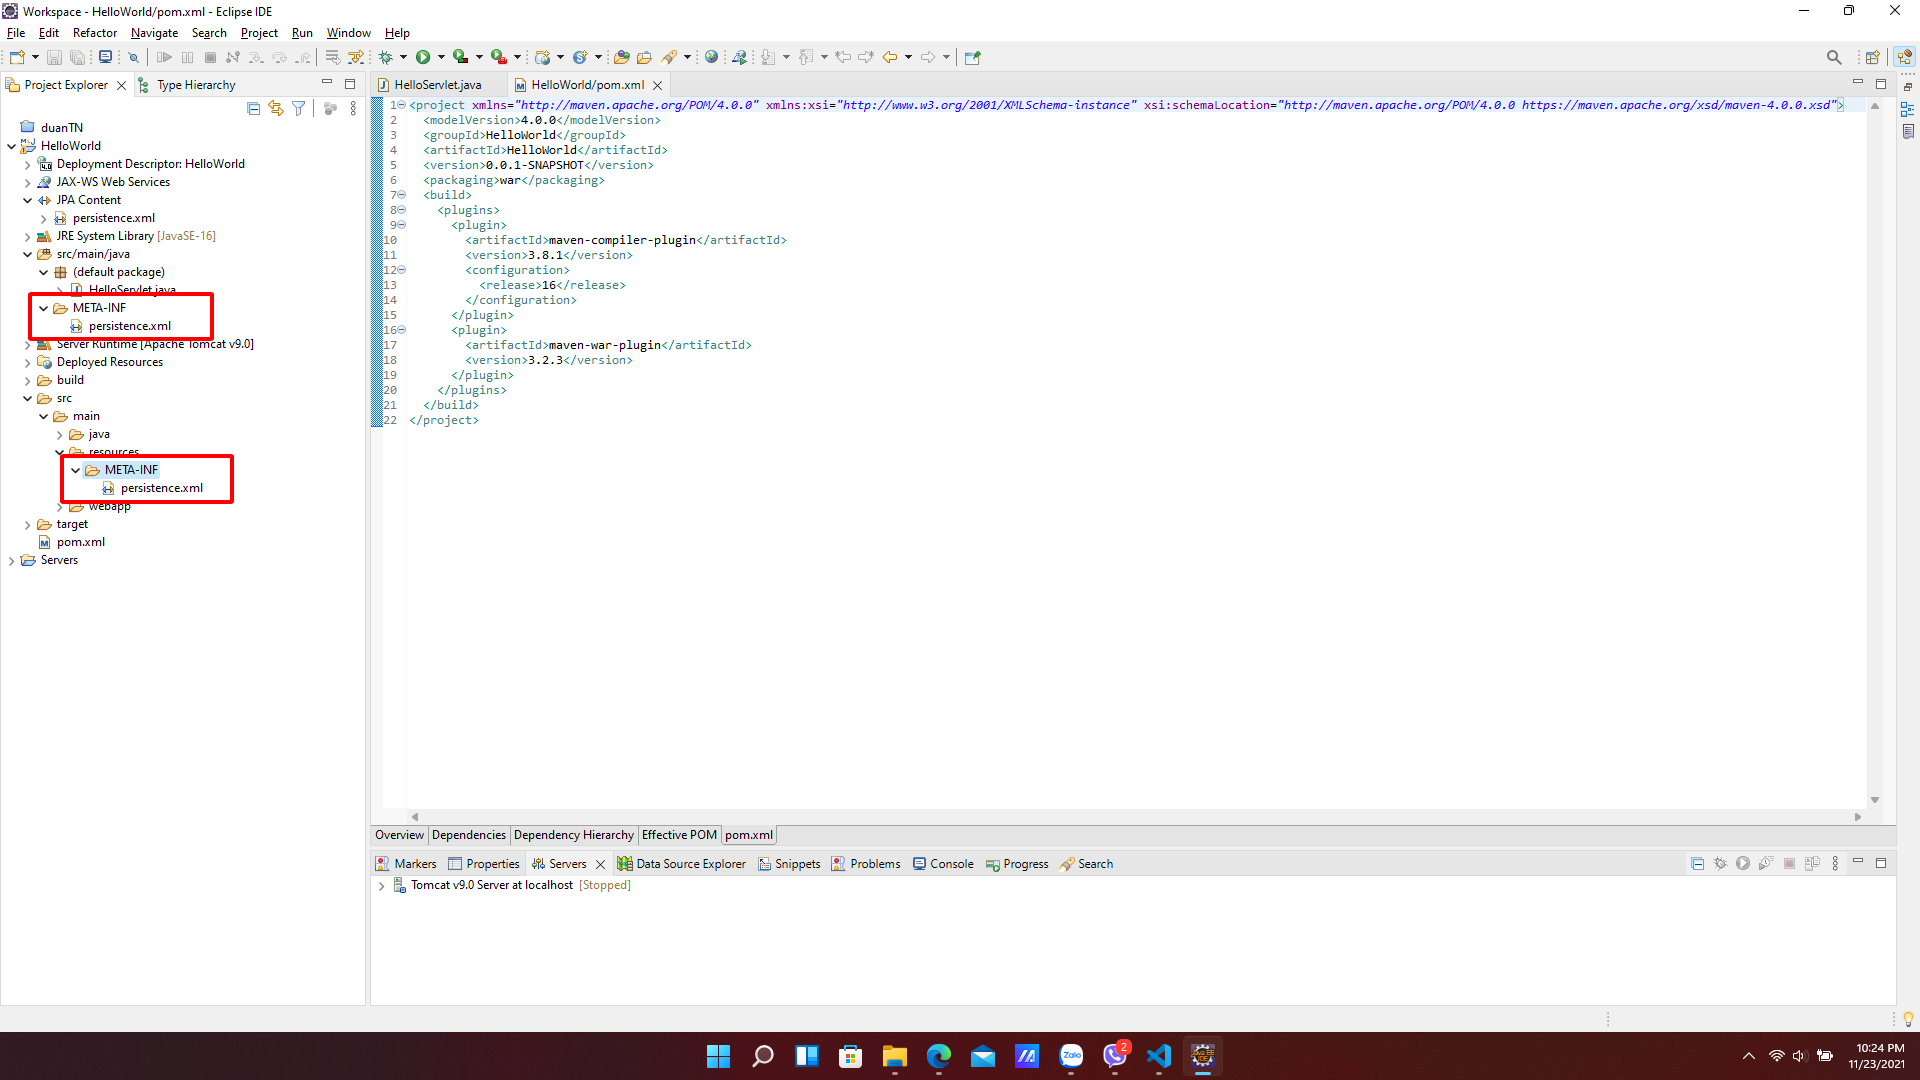 Workspace - HelloWorld/pom.xml - Eclipse IDE
File Edit Refactor Navigate Search Project Run Window Help
Project Explorer Type Hierarchy
HelloServlet.java HelloWorld/pom.xml
duanTN
HelloWorld
Deployment Descriptor: HelloWorld
JAX-WS Web Services
JPA Content
persistence.xml
JRE System Library [JavaSE-16]
src/main/java
(default package)
HelloServlet.java
META-INF
persistence.xml
Server Runtime [Apache Tomcat v9.0]
Deployed Resources
build
src
main
java
resources
META-INF
persistence.xml
webapp
target
pom.xml
Servers
1 <project xmlns="http://maven.apache.org/POM/4.0.0" xmlns:xsi="http://www.w3.org/2001/XMLSchema-instance" xsi:schemaLocation="http://maven.apache.org/POM/4.0.0 https://maven.apache.org/xsd/maven-4.0.0.xsd">
2 <modelVersion>4.0.0</modelVersion>
3 <groupId>HelloWorld</groupId>
4 <artifactId>HelloWorld</artifactId>
5 <version>0.0.1-SNAPSHOT</version>
6 <packaging>war</packaging>
7 <build>
8 <plugins>
9 <plugin>
10 <artifactId>maven-compiler-plugin</artifactId>
11 <version>3.8.1</version>
12 <configuration>
13 <release>16</release>
14 </configuration>
15 </plugin>
16 <plugin>
17 <artifactId>maven-war-plugin</artifactId>
18 <version>3.2.3</version>
19 </plugin>
20 </plugins>
21 </build>
22 </project>
Overview Dependencies Dependency Hierarchy Effective POM pom.xml
Markers Properties Servers Data Source Explorer Snippets Problems Console Progress Search
Tomcat v9.0 Server at localhost [Stopped]
Zalo
2
10:24 PM
11/23/2021